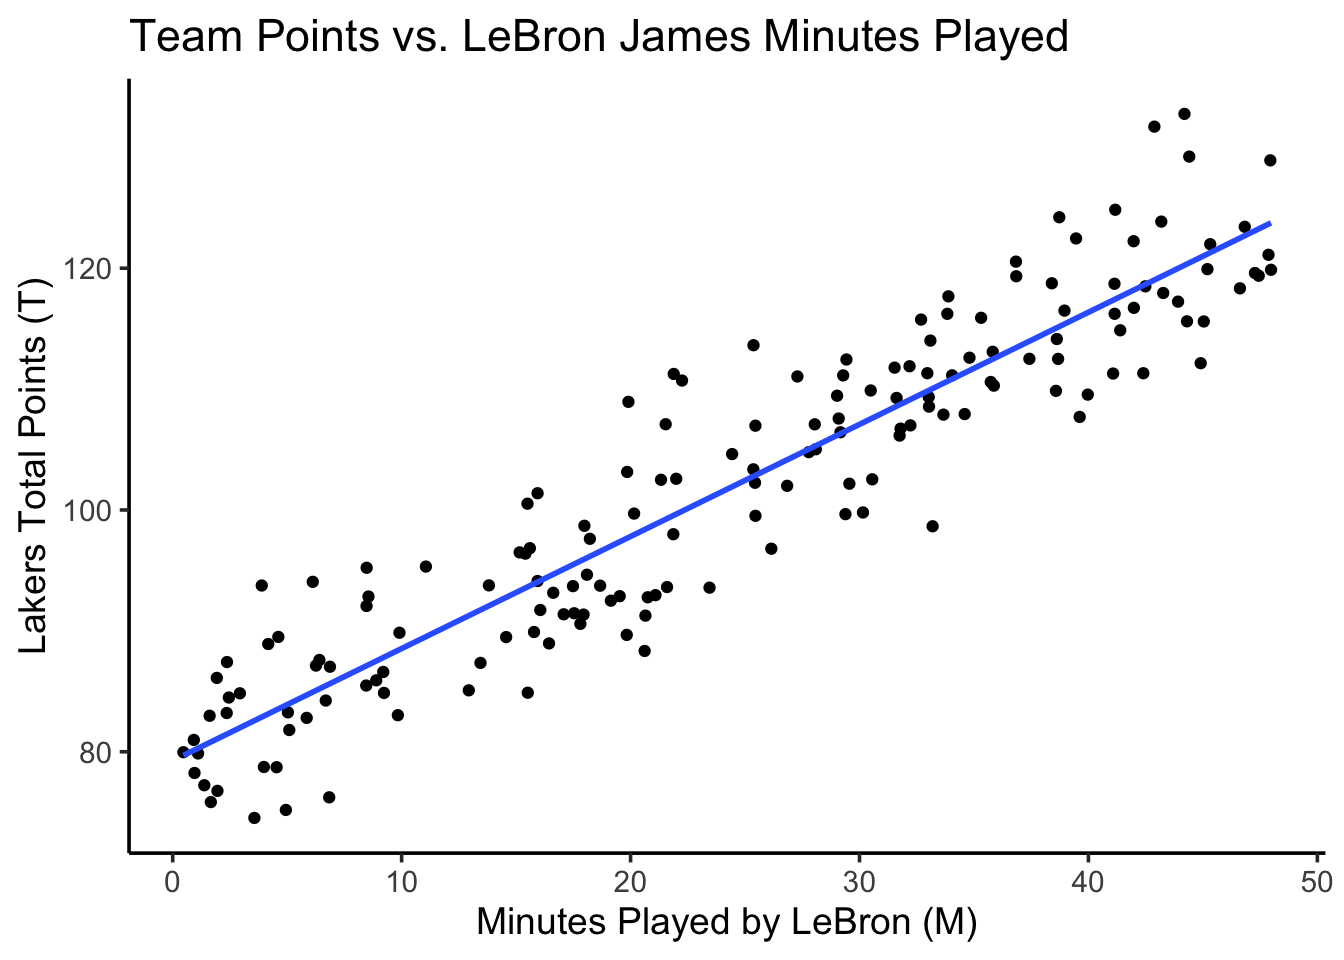 Team Points vs. LeBron James Minutes Played
Lakers Total Points (T)
120
100
80
0 10 20 30 40 50
Minutes Played by LeBron (M)